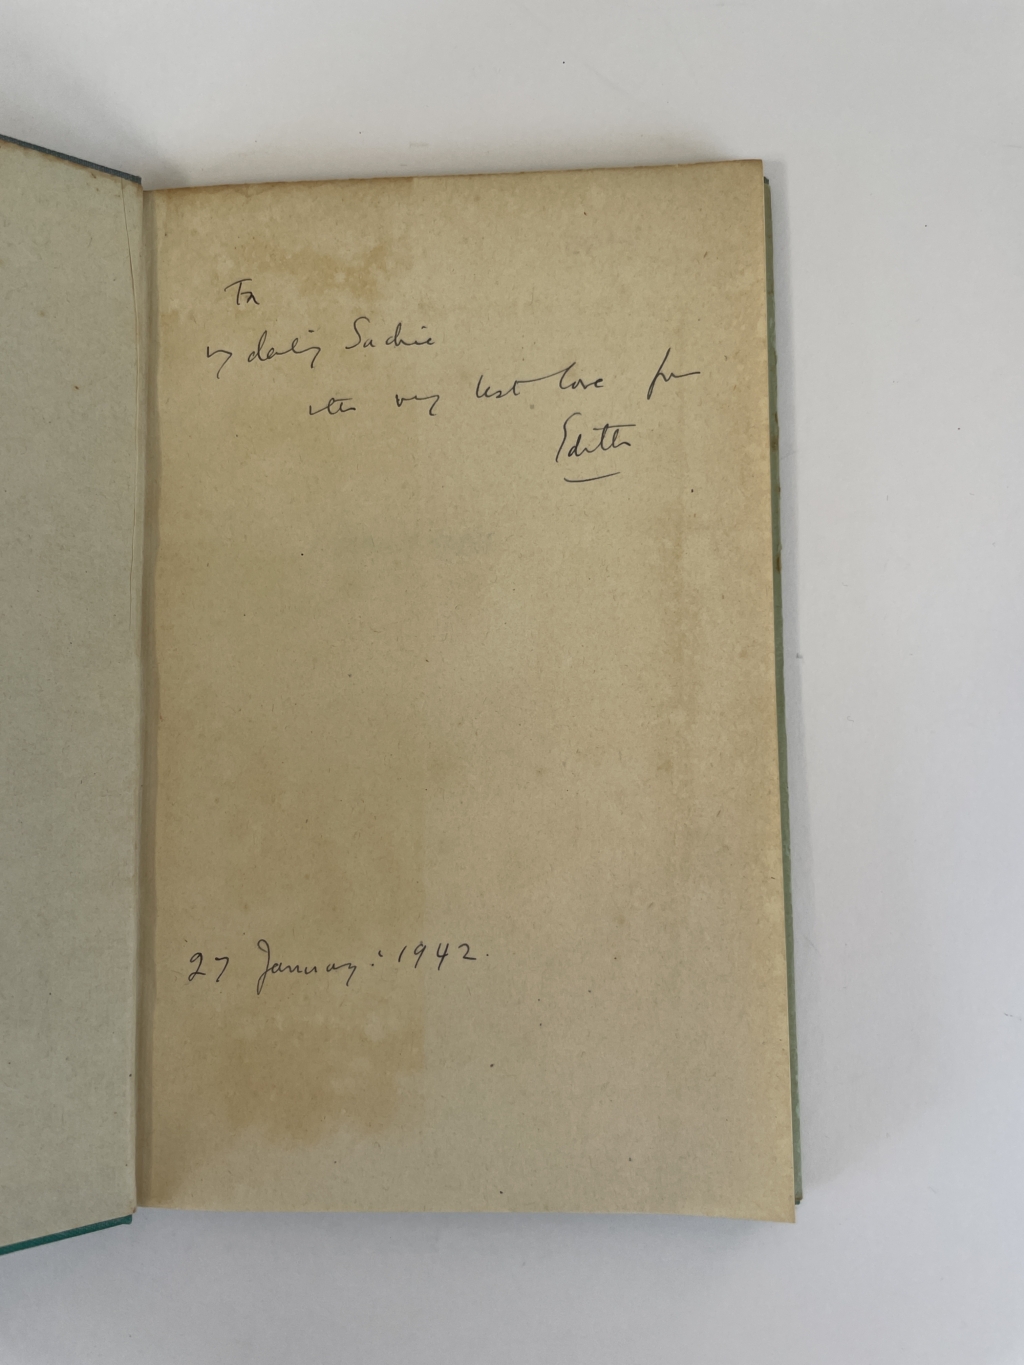 To
my darling Sachie
with very best love from
Edith
27 January: 1942.